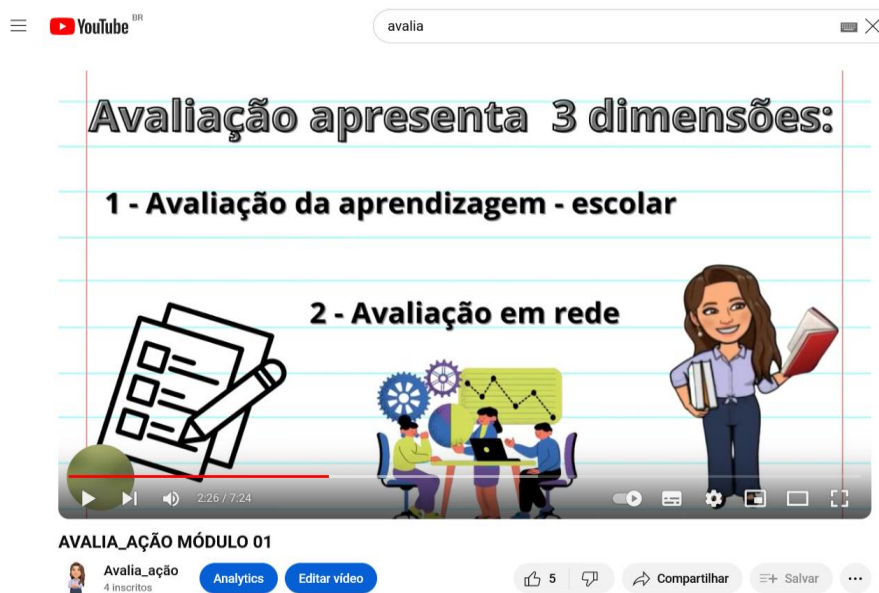 YouTube BR
avalia
Avaliação apresenta 3 dimensões:
1 - Avaliação da aprendizagem - escolar
2 - Avaliação em rede
2:26 / 7:24
AVALIA_AÇÃO MÓDULO 01
Avalia_ação
4 inscritos
Analytics
Editar vídeo
5
Compartilhar
Salvar